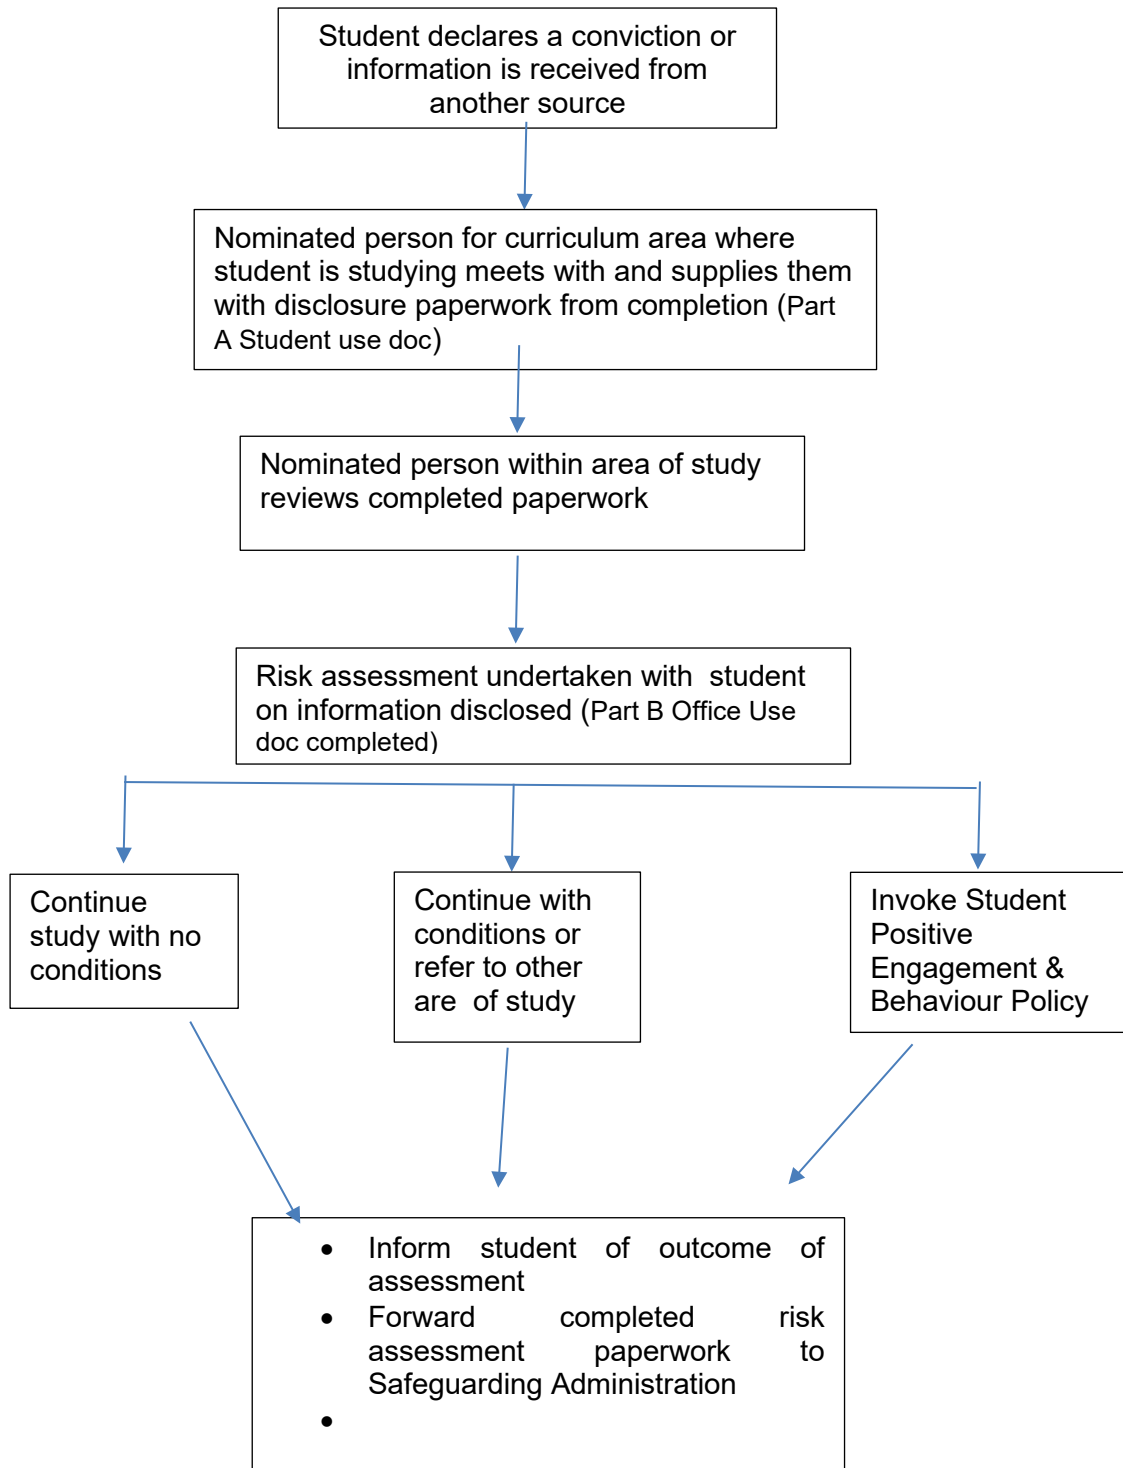 Student declares a conviction or
information is received from
another source
Nominated person for curriculum area where
student is studying meets with and supplies them
with disclosure paperwork from completion (Part
A Student use doc)
Nominated person within area of study
reviews completed paperwork
Risk assessment undertaken with  student
on information disclosed (Part B Office Use
doc completed)
Continue
study with no
conditions
Continue with
conditions or
refer to other
are  of study
Invoke Student
Positive
Engagement &
Behaviour Policy
• Inform student of outcome of
assessment
• Forward completed risk
assessment paperwork to
Safeguarding Administration
•